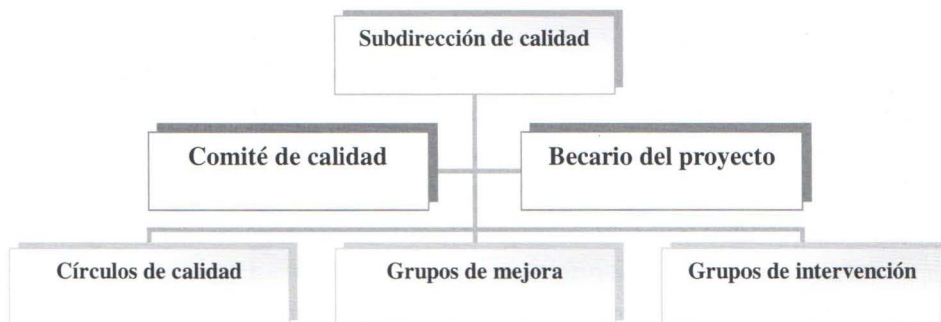 Subdirección de calidad
Comité de calidad
Becario del proyecto
Círculos de calidad
Grupos de mejora
Grupos de intervención